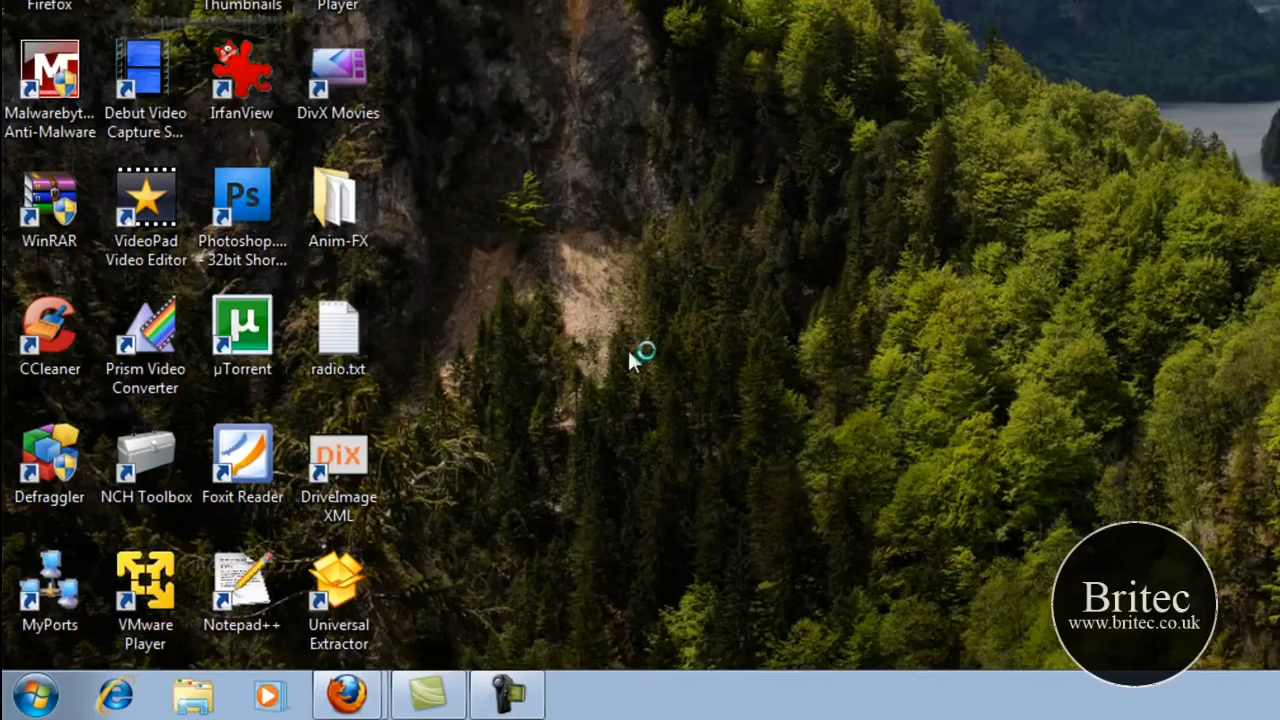 Firefox
Thumbnails
Player
Malwarebyt... Anti-Malware
Debut Video Capture S...
IrfanView
DivX Movies
WinRAR
VideoPad Video Editor
Ps
Photoshop.... - 32bit Shor...
Anim-FX
CCleaner
Prism Video Converter
µ
µTorrent
radio.txt
Defraggler
NCH Toolbox
Foxit Reader
DiX
DriveImage XML
MyPorts
VMware Player
Notepad++
Universal Extractor
Britec
www.britec.co.uk